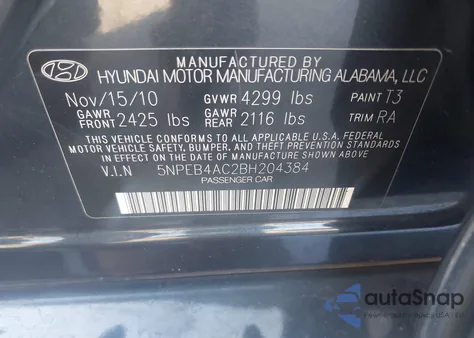 MANUFACTURED BY
HYUNDAI MOTOR MANUFACTURING ALABAMA, LLC
Nov/15/10 GVWR 4299 lbs PAINT T3
GAWR FRONT 2425 lbs GAWR REAR 2116 lbs TRIM RA
THIS VEHICLE CONFORMS TO ALL APPLICABLE U.S.A. FEDERAL
MOTOR VEHICLE SAFETY, BUMPER, AND THEFT PREVENTION
STANDARDS IN EFFECT ON THE DATE OF MANUFACTURE SHOWN ABOVE.
V.I.N 5NPEB4AC2BH204384
PASSENGER CAR
autoSnap